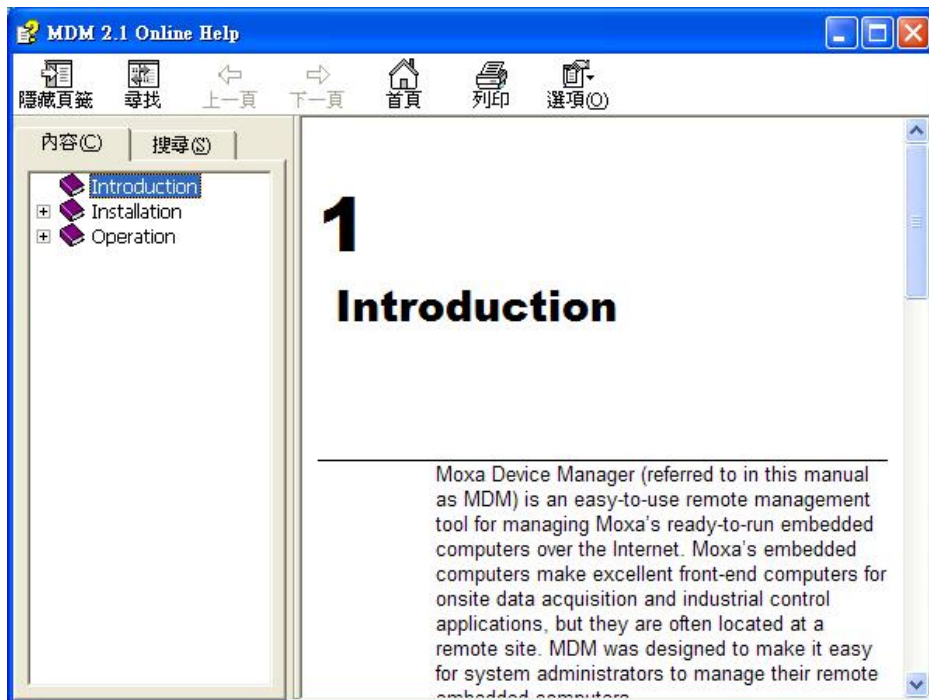 MDM 2.1 Online Help
隱藏頁籤 尋找 上一頁 下一頁 首頁 列印 選項(O)
內容(C) 搜尋(S)
Introduction
Installation
Operation
1
Introduction
Moxa Device Manager (referred to in this manual
as MDM) is an easy-to-use remote management
tool for managing Moxa's ready-to-run embedded
computers over the Internet. Moxa's embedded
computers make excellent front-end computers for
onsite data acquisition and industrial control
applications, but they are often located at a
remote site. MDM was designed to make it easy
for system administrators to manage their remote
embedded computers